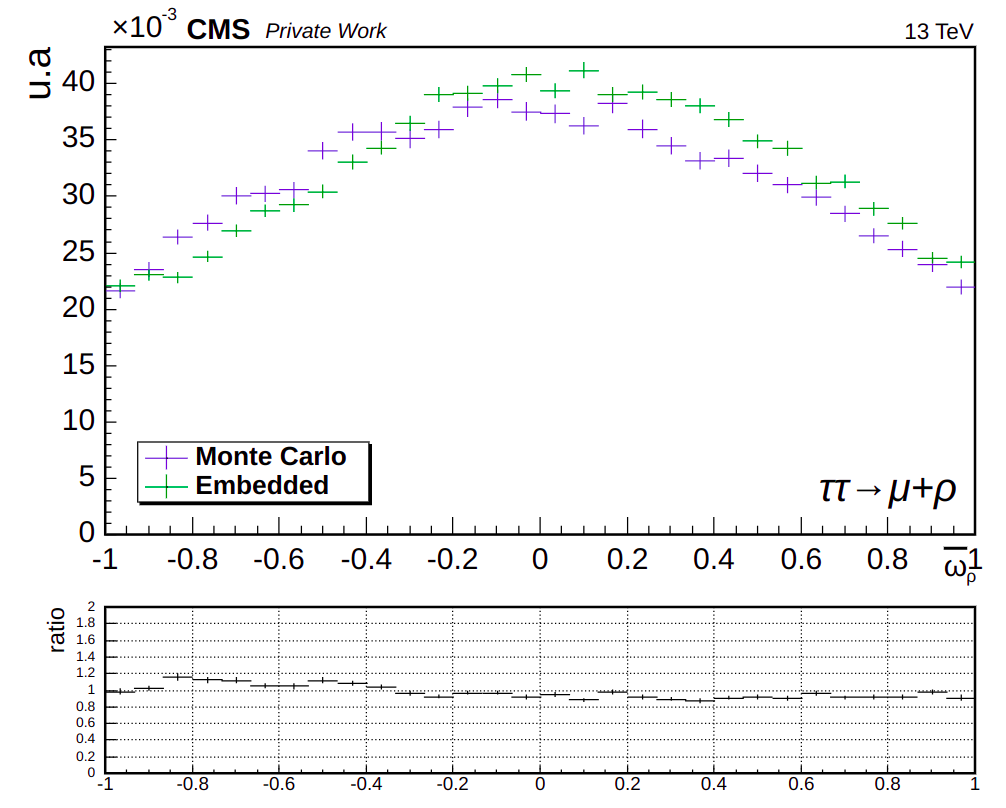 ×10⁻³ CMS Private Work 13 TeV
u.a
40
35
30
25
20
15
10
5
0
Monte Carlo
Embedded
ττ→μ+ρ
-1 -0.8 -0.6 -0.4 -0.2 0 0.2 0.4 0.6 0.8 1
ω̅ρ
ratio
2
1.8
1.6
1.4
1.2
1
0.8
0.6
0.4
0.2
0
-1 -0.8 -0.6 -0.4 -0.2 0 0.2 0.4 0.6 0.8 1